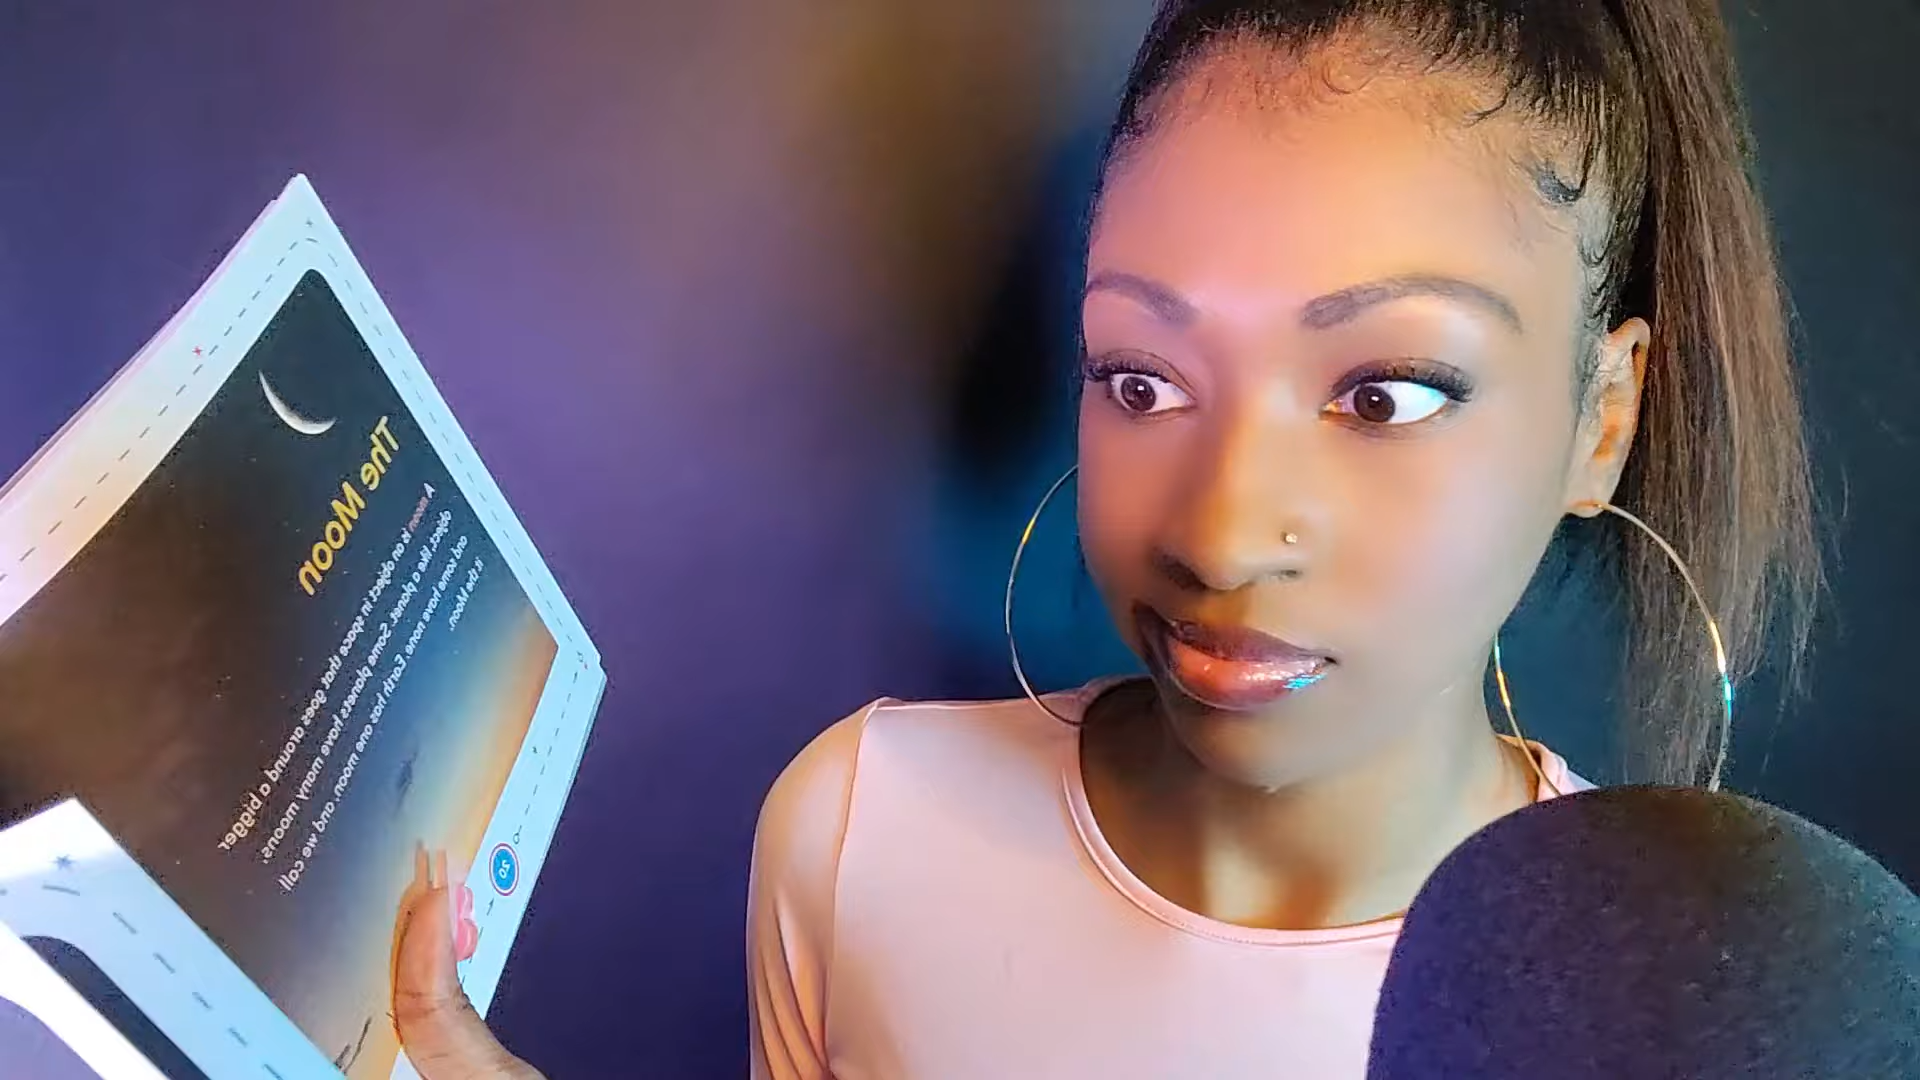 The Moon
A moon is an object in space that goes around a bigger
object, like a planet. Some planets have many moons,
and some have none. Earth has one moon, and we call
it the Moon.
20